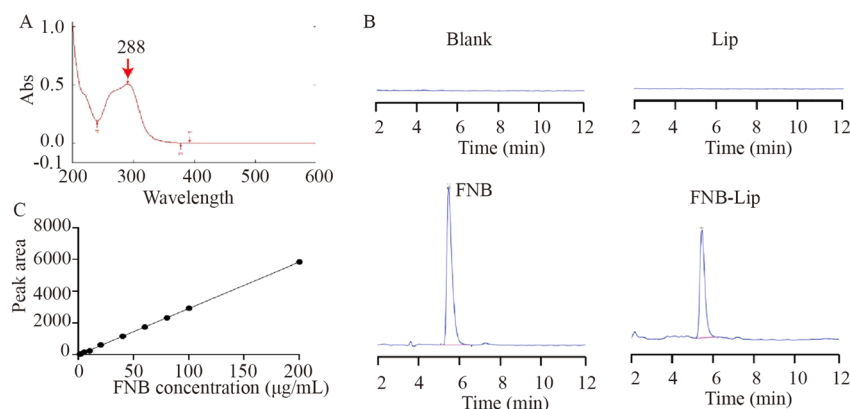 A
1.0
0.5
0.0
-0.1
Abs
288
200 300 400 500 600
Wavelength
B
Blank
2 4 6 8 10 12
Time (min)
Lip
2 4 6 8 10 12
Time (min)
FNB
2 4 6 8 10 12
Time (min)
FNB-Lip
2 4 6 8 10 12
Time (min)
C
8000
6000
4000
2000
0
Peak area
0 50 100 150 200
FNB concentration (μg/mL)